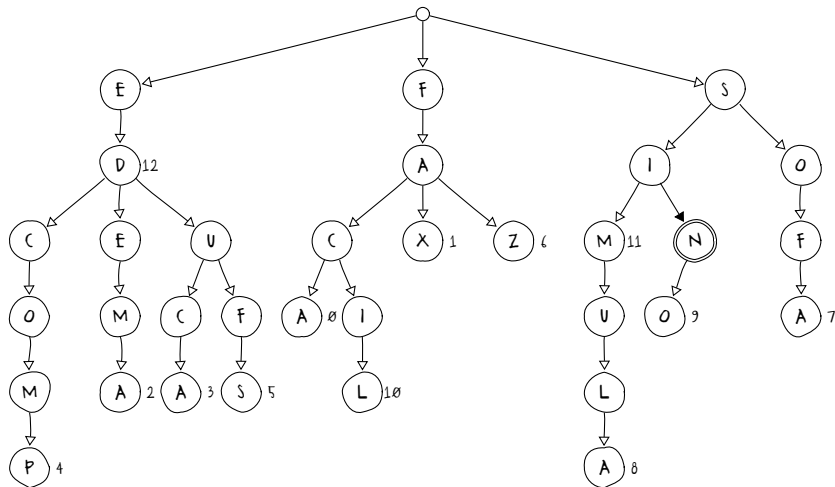 E F S
D 12 A I O
C E U C X 1 Z 6 M 11 N F
O M C F A 0 I U O 9 A 7
M A 2 A 3 S 5 L 10 L
P 4 A 8